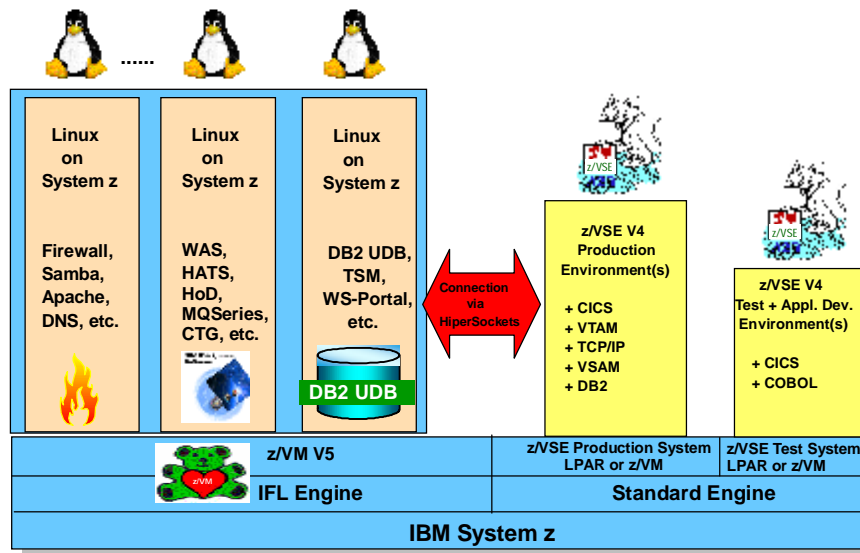 ......
Linux
on
System z
Firewall,
Samba,
Apache,
DNS, etc.
Linux
on
System z
WAS,
HATS,
HoD,
MQSeries,
CTG, etc.
Linux
on
System z
DB2 UDB,
TSM,
WS-Portal,
etc.
DB2 UDB
Connection
via
HiperSockets
z/VSE
z/VSE V4
Production
Environment(s)
+ CICS
+ VTAM
+ TCP/IP
+ VSAM
+ DB2
z/VSE
z/VSE V4
Test + Appl. Dev.
Environment(s)
+ CICS
+ COBOL
z/VM V5
z/VSE Production System
LPAR or z/VM
z/VSE Test System
LPAR or z/VM
z/VM
IFL Engine
Standard Engine
IBM System z